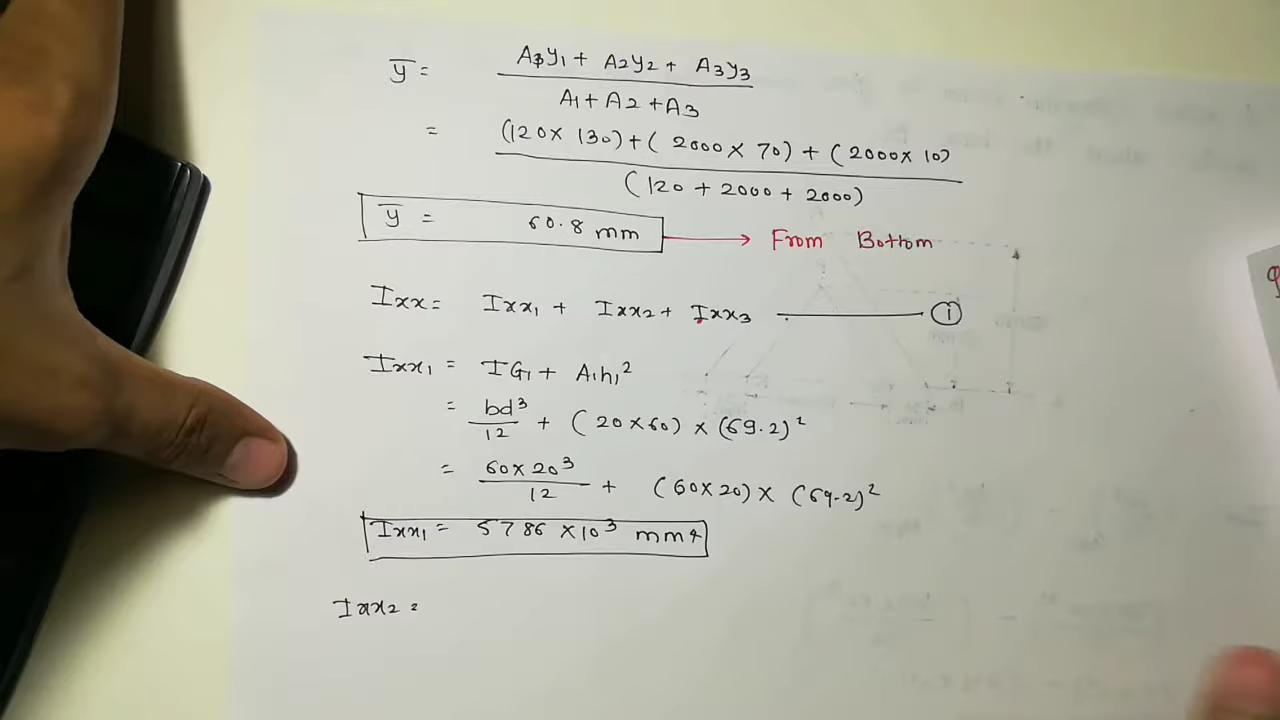 y̅ = A1y1 + A2y2 + A3y3
A1 + A2 + A3
= (120 × 130) + ( 2000 × 70) + (2000 × 10)
(120 + 2000 + 2000)
y̅ = 60.8 mm → From Bottom
Ixx = Ixx1 + Ixx2 + Ixx3 ①
Ixx1 = IG1 + A1h1²
= bd³/12 + (20×60) × (69.2)²
= 60×20³/12 + (60×20) × (69.2)²
Ixx1 = 5786 ×10³ mm4
Ixx2 =